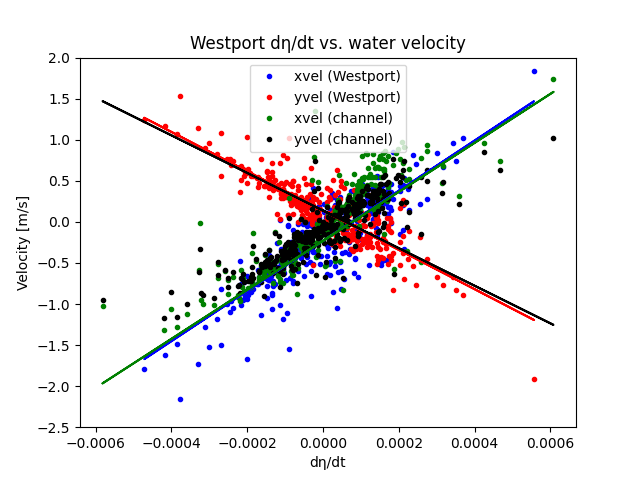 Westport dη/dt vs. water velocity
xvel (Westport)
yvel (Westport)
xvel (channel)
yvel (channel)
Velocity [m/s]
2.0
1.5
1.0
0.5
0.0
−0.5
−1.0
−1.5
−2.0
−2.5
−0.0006 −0.0004 −0.0002 0.0000 0.0002 0.0004 0.0006
dη/dt